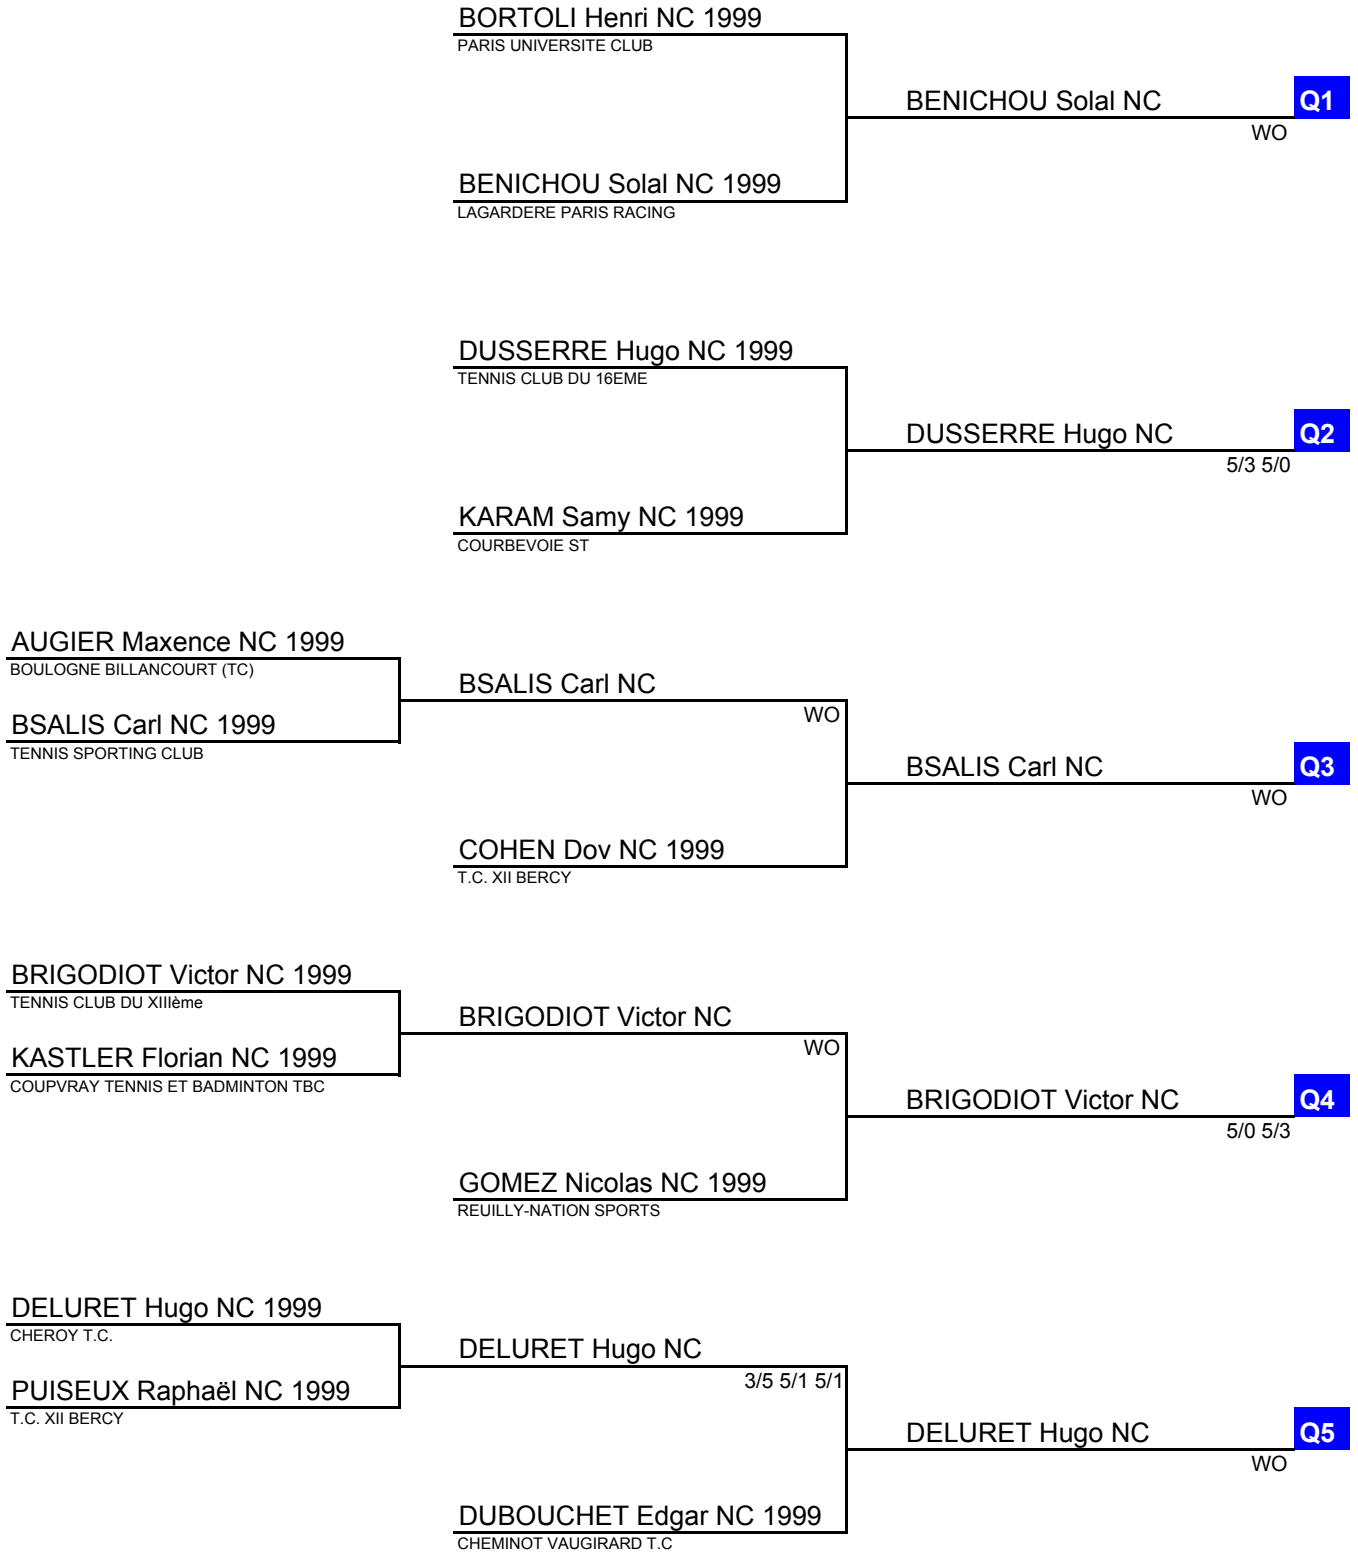 BORTOLI Henri NC 1999
PARIS UNIVERSITE CLUB
BENICHOU Solal NC
Q1
WO
BENICHOU Solal NC 1999
LAGARDERE PARIS RACING
DUSSERRE Hugo NC 1999
TENNIS CLUB DU 16EME
DUSSERRE Hugo NC
Q2
5/3 5/0
KARAM Samy NC 1999
COURBEVOIE ST
AUGIER Maxence NC 1999
BOULOGNE BILLANCOURT (TC)
BSALIS Carl NC
WO
BSALIS Carl NC 1999
TENNIS SPORTING CLUB
BSALIS Carl NC
Q3
WO
COHEN Dov NC 1999
T.C. XII BERCY
BRIGODIOT Victor NC 1999
TENNIS CLUB DU XIIIème
BRIGODIOT Victor NC
WO
KASTLER Florian NC 1999
COUPVRAY TENNIS ET BADMINTON TBC
BRIGODIOT Victor NC
Q4
5/0 5/3
GOMEZ Nicolas NC 1999
REUILLY-NATION SPORTS
DELURET Hugo NC 1999
CHEROY T.C.
DELURET Hugo NC
3/5 5/1 5/1
PUISEUX Raphaël NC 1999
T.C. XII BERCY
DELURET Hugo NC
Q5
WO
DUBOUCHET Edgar NC 1999
CHEMINOT VAUGIRARD T.C